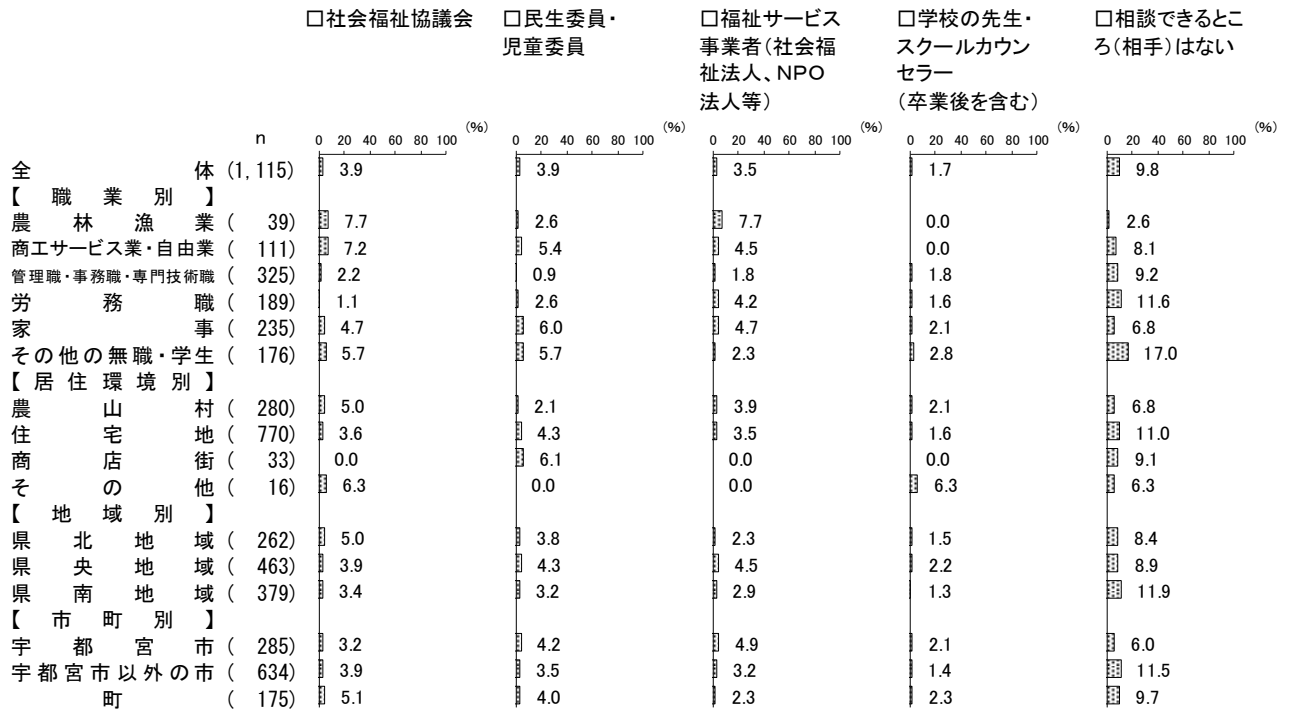 □社会福祉協議会 □民生委員・ □福祉サービス □学校の先生・ □相談できるとこ
児童委員 事業者(社会福 スクールカウン ろ(相手)はない
祉法人、NPO セラー
法人等) (卒業後を含む)
n (%) (%) (%) (%) (%)
0 20 40 60 80 100 0 20 40 60 80 100 0 20 40 60 80 100 0 20 40 60 80 100 0 20 40 60 80 100
全体 (1,115) 3.9 3.9 3.5 1.7 9.8
【職業別】
農林漁業 ( 39) 7.7 2.6 7.7 0.0 2.6
商工サービス業・自由業 ( 111) 7.2 5.4 4.5 0.0 8.1
管理職・事務職・専門技術職 ( 325) 2.2 0.9 1.8 1.8 9.2
労務職 ( 189) 1.1 2.6 4.2 1.6 11.6
家事 ( 235) 4.7 6.0 4.7 2.1 6.8
その他の無職・学生 ( 176) 5.7 5.7 2.3 2.8 17.0
【居住環境別】
農山村 ( 280) 5.0 2.1 3.9 2.1 6.8
住宅地 ( 770) 3.6 4.3 3.5 1.6 11.0
商店街 ( 33) 0.0 6.1 0.0 0.0 9.1
その他 ( 16) 6.3 0.0 0.0 6.3 6.3
【地域別】
県北地域 ( 262) 5.0 3.8 2.3 1.5 8.4
県央地域 ( 463) 3.9 4.3 4.5 2.2 8.9
県南地域 ( 379) 3.4 3.2 2.9 1.3 11.9
【市町別】
宇都宮市 ( 285) 3.2 4.2 4.9 2.1 6.0
宇都宮市以外の市 ( 634) 3.9 3.5 3.2 1.4 11.5
町 ( 175) 5.1 4.0 2.3 2.3 9.7